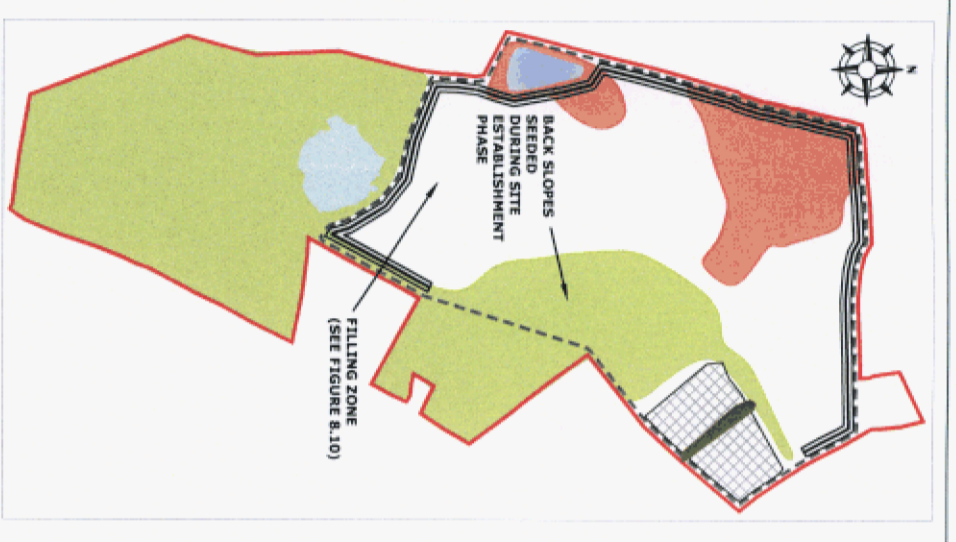 N
BACK SLOPES
SEEDED
DURING SITE
ESTABLISHMENT
PHASE
FILLING ZONE
(SEE FIGURE 8.10)